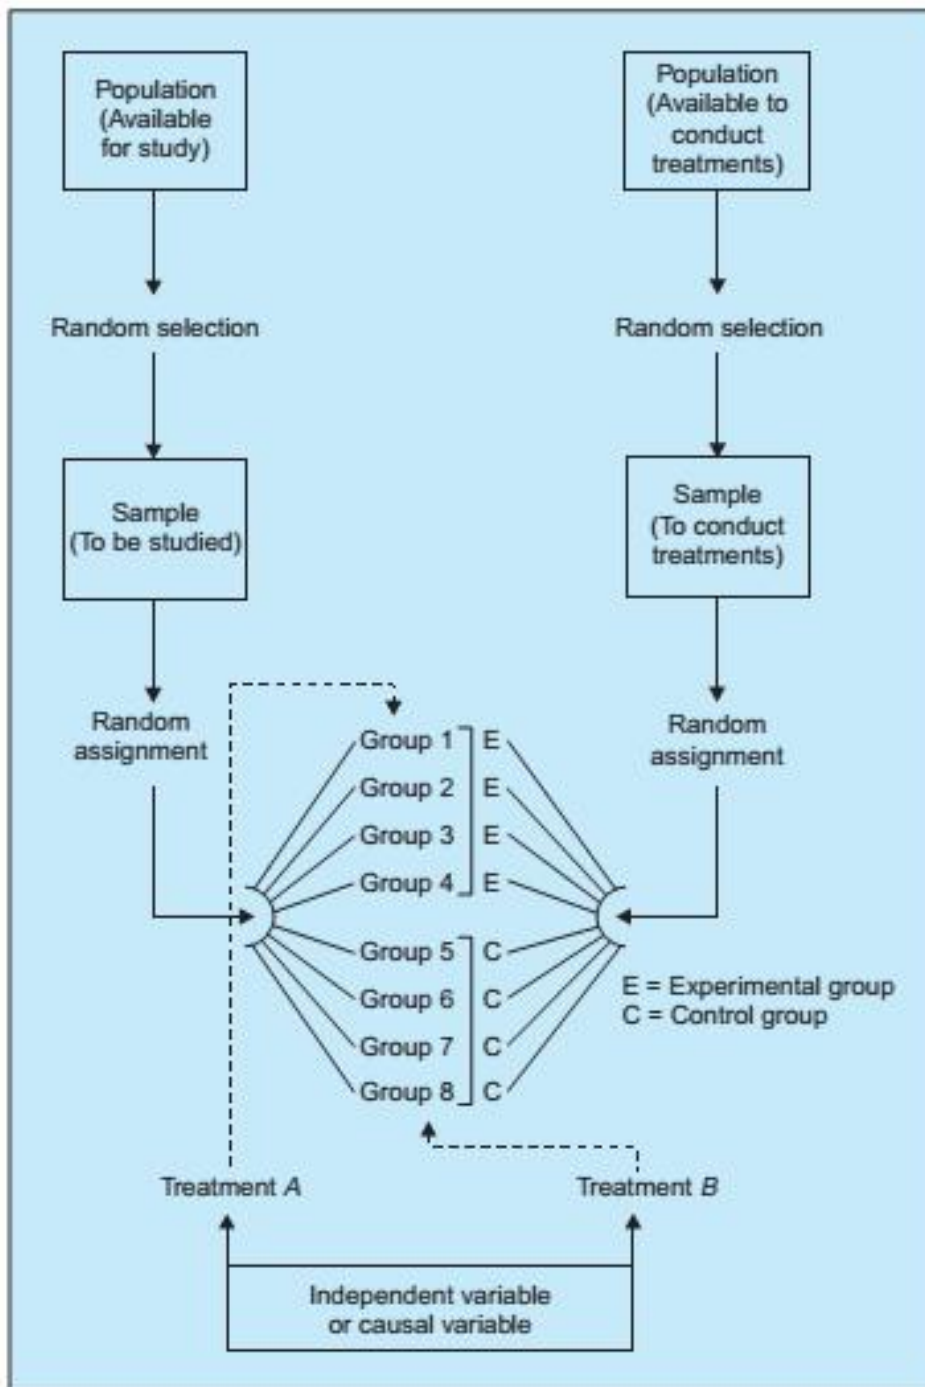 Population
(Available
for study)
Population
(Available to
conduct
treatments)
Random selection
Random selection
Sample
(To be studied)
Sample
(To conduct
treatments)
Random
assignment
Random
assignment
Group 1 E
Group 2 E
Group 3 E
Group 4 E
Group 5 C
Group 6 C
Group 7 C
Group 8 C
E = Experimental group
C = Control group
Treatment A
Treatment B
Independent variable
or causal variable